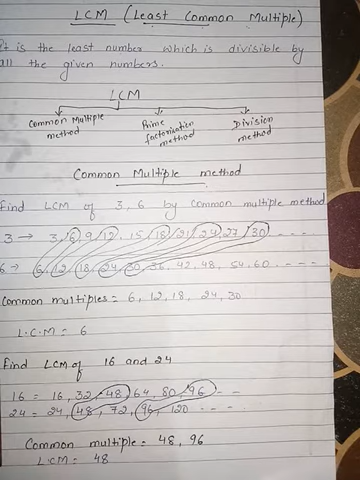 LCM (Least Common Multiple)
It is the least number which is divisible by
all the given numbers.
LCM
Common Multiple method
Prime factorization method
Division method
Common Multiple method
Find LCM of 3, 6 by Common multiple method
3 → 3, 6, 9, 12, 15, 18, 21, 24, 27, 30 - - - -
6 → 6, 12, 18, 24, 30, 36, 42, 48, 54, 60. - - - -
Common multiples = 6, 12, 18, 24, 30
L.C.M = 6
Find LCM of 16 and 24
16 = 16, 32, 48, 64, 80, 96 - -
24 = 24, 48, 72, 96, 120 - - - -
Common multiple = 48, 96
LCM = 48